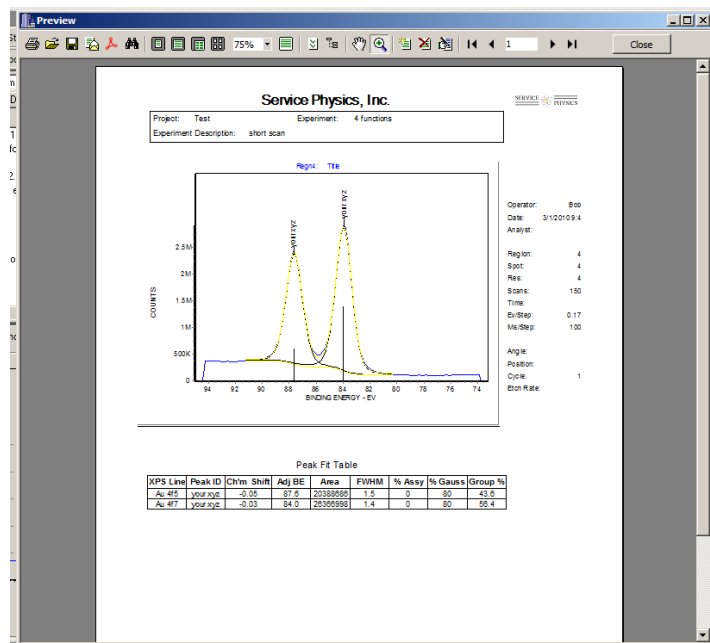 Preview
75%
1
Close
Service Physics, Inc.
SERVICE PHYSICS
Project: Test Experiment: 4 functions
Experiment Description: short scan
Regn4: Title
your xyz
your xyz
COUNTS
2.5M
2M
1.5M
1M
500K
0
94 92 90 88 86 84 82 80 78 76 74
BINDING ENERGY - EV
Operator: Bob
Date: 3/1/2010 9:4
Analyst:
Region: 4
Spot: 4
Res: 4
Scans: 150
Time:
Ev/Step: 0.17
Ms/Step: 100
Angle:
Position:
Cycle: 1
Etch Rate:
Peak Fit Table
XPS Line Peak ID Ch'm Shift Adj BE Area FWHM % Assy % Gauss Group %
Au 4f5 your xyz -0.05 87.6 20388686 1.5 0 80 43.6
Au 4f7 your xyz -0.03 84.0 26366998 1.4 0 80 56.4